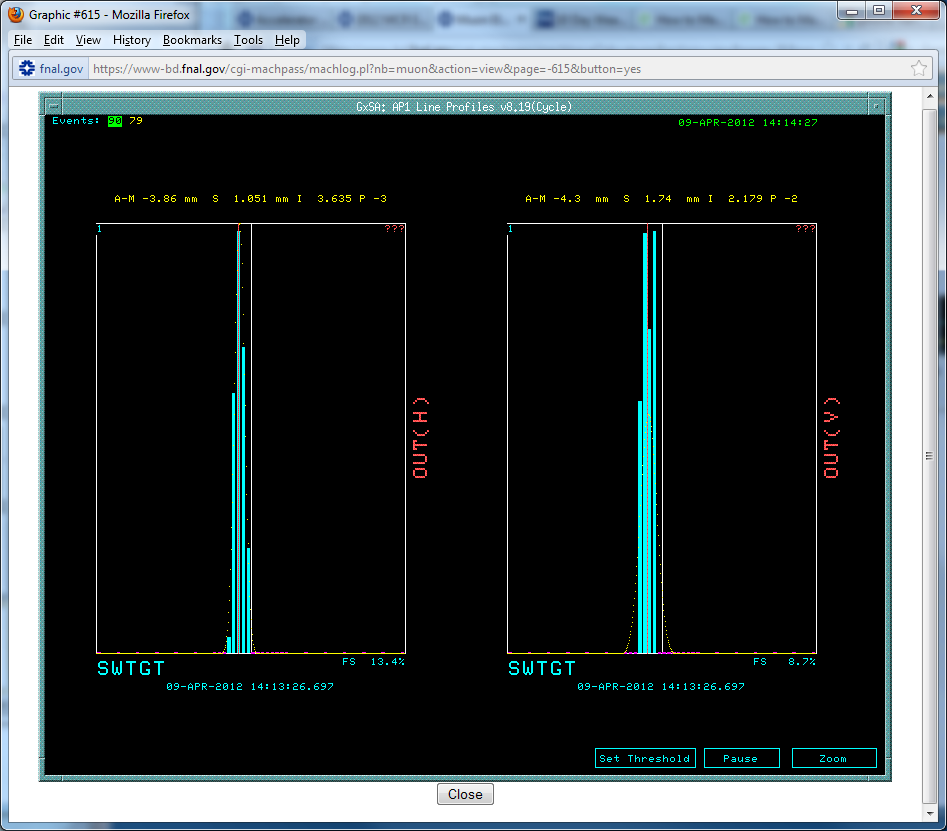 Graphic #615 - Mozilla Firefox
File Edit View History Bookmarks Tools Help
fnal.gov https://www-bd.fnal.gov/cgi-machpass/machlog.pl?nb=muon&action=view&page=-615&button=yes
GxSA: AP1 Line Profiles v8.19(Cycle)
Events: 90 79
09-APR-2012 14:14:27
A-M -3.86 mm S 1.051 mm I 3.635 P -3
A-M -4.3 mm S 1.74 mm I 2.179 P -2
1 ???
1 ???
OUT(H)
OUT(V)
SWTGT FS 13.4%
SWTGT FS 8.7%
09-APR-2012 14:13:26.697
09-APR-2012 14:13:26.697
Set Threshold Pause Zoom
Close